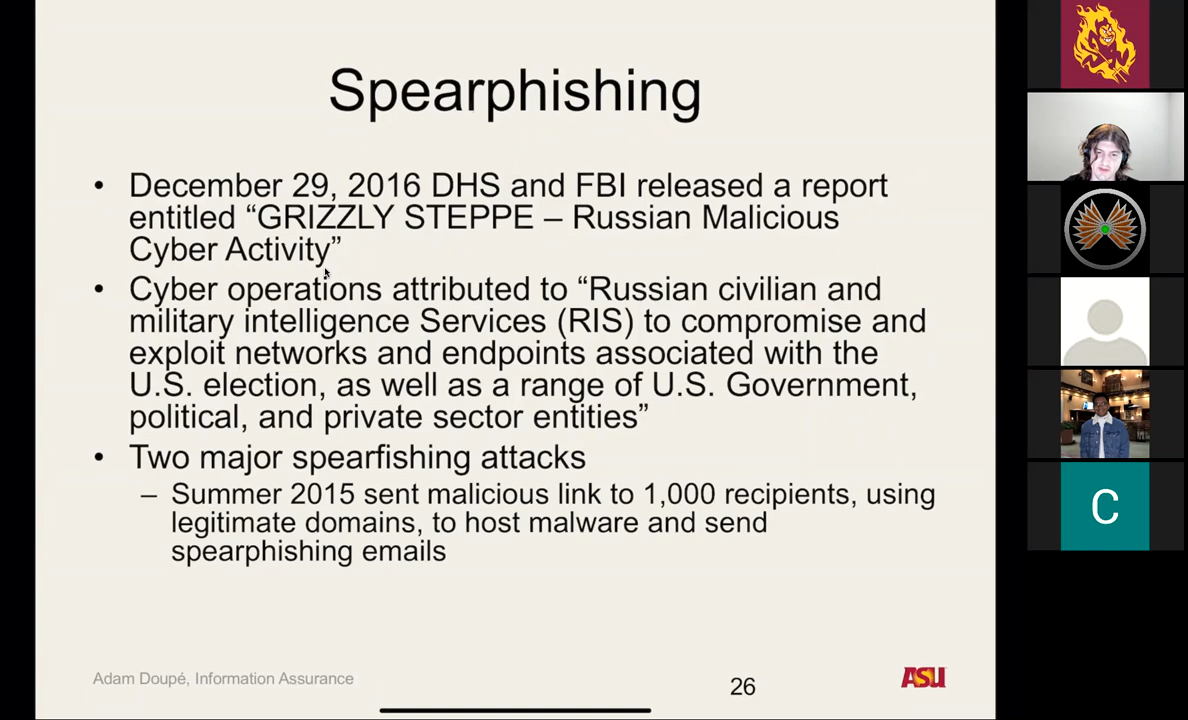 Spearphishing
• December 29, 2016 DHS and FBI released a report
entitled “GRIZZLY STEPPE – Russian Malicious
Cyber Activity”
• Cyber operations attributed to “Russian civilian and
military intelligence Services (RIS) to compromise and
exploit networks and endpoints associated with the
U.S. election, as well as a range of U.S. Government,
political, and private sector entities”
• Two major spearfishing attacks
– Summer 2015 sent malicious link to 1,000 recipients, using
legitimate domains, to host malware and send
spearphishing emails
Adam Doupé, Information Assurance
26
ASU
C